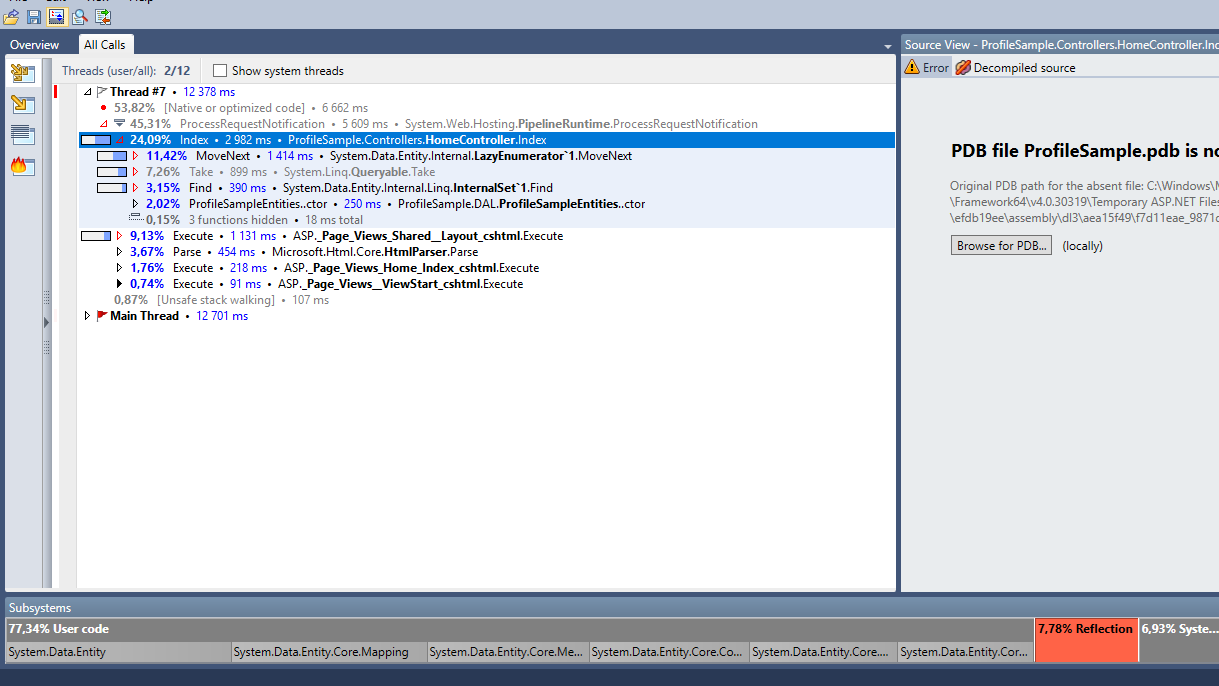 Overview All Calls
Threads (user/all): 2/12 Show system threads
Thread #7 • 12 378 ms
53,82% [Native or optimized code] • 6 662 ms
45,31% ProcessRequestNotification • 5 609 ms • System.Web.Hosting.PipelineRuntime.ProcessRequestNotification
24,09% Index • 2 982 ms • ProfileSample.Controllers.HomeController.Index
11,42% MoveNext • 1 414 ms • System.Data.Entity.Internal.LazyEnumerator`1.MoveNext
7,26% Take • 899 ms • System.Linq.Queryable.Take
3,15% Find • 390 ms • System.Data.Entity.Internal.Linq.InternalSet`1.Find
2,02% ProfileSampleEntities..ctor • 250 ms • ProfileSample.DAL.ProfileSampleEntities..ctor
0,15% 3 functions hidden • 18 ms total
9,13% Execute • 1 131 ms • ASP._Page_Views_Shared__Layout_cshtml.Execute
3,67% Parse • 454 ms • Microsoft.Html.Core.HtmlParser.Parse
1,76% Execute • 218 ms • ASP._Page_Views_Home_Index_cshtml.Execute
0,74% Execute • 91 ms • ASP._Page_Views__ViewStart_cshtml.Execute
0,87% [Unsafe stack walking] • 107 ms
Main Thread • 12 701 ms
Source View - ProfileSample.Controllers.HomeController.Inc
Error Decompiled source
PDB file ProfileSample.pdb is no
Original PDB path for the absent file: C:\Windows\M
\Framework64\v4.0.30319\Temporary ASP.NET Files
\efdb19ee\assembly\dl3\aea15f49\f7d11eae_9871c
Browse for PDB... (locally)
Subsystems
77,34% User code 7,78% Reflection 6,93% Syste...
System.Data.Entity System.Data.Entity.Core.Mapping System.Data.Entity.Core.Me... System.Data.Entity.Core.Co... System.Data.Entity.Core.... System.Data.Entity.Cor...